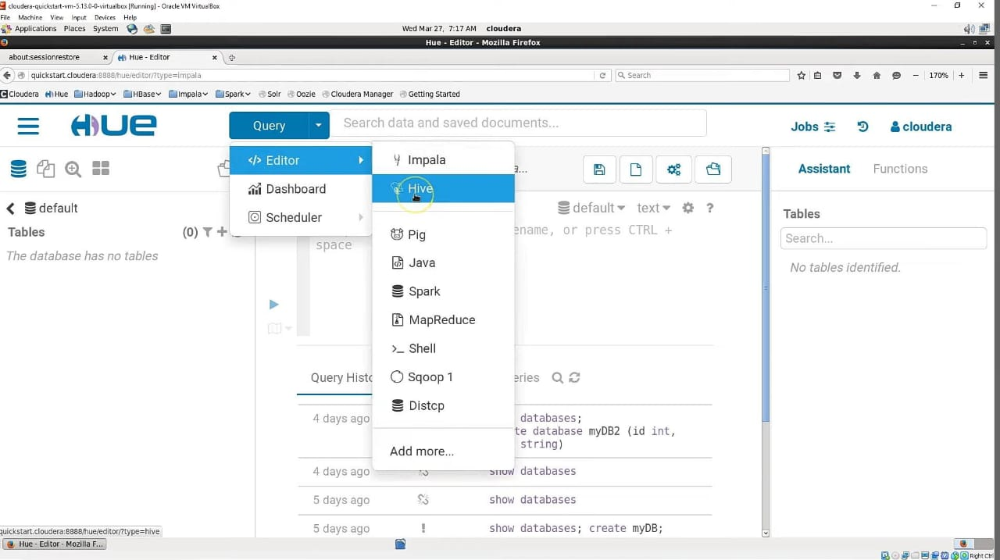 cloudera-quickstart-vm-5.13.0-0-virtualbox [Running] - Oracle VM VirtualBox
File Machine View Input Devices Help
Applications Places System Wed Mar 27, 7:17 AM cloudera
Hue - Editor - Mozilla Firefox
about:sessionrestore Hue - Editor
quickstart.cloudera:8888/hue/editor/?type=impala Search 170%
Cloudera Hue Hadoop HBase Impala Spark Solr Oozie Cloudera Manager Getting Started
HUE Query Search data and saved documents... Jobs cloudera
Editor
Dashboard
Scheduler
Impala
Hive
Pig
Java
Spark
MapReduce
Shell
Sqoop 1
Distcp
Add more...
default
Tables (0)
The database has no tables
a...
default text ?
ename, or press CTRL +
space
Query Histo eries
4 days ago databases;
te database myDB2 (id int,
string)
4 days ago show databases
5 days ago show databases
5 days ago ! show databases; create myDB;
Assistant Functions
Tables
Search...
No tables identified.
quickstart.cloudera:8888/hue/editor/?type=hive
Hue - Editor - Mozilla F...
Right Ctrl